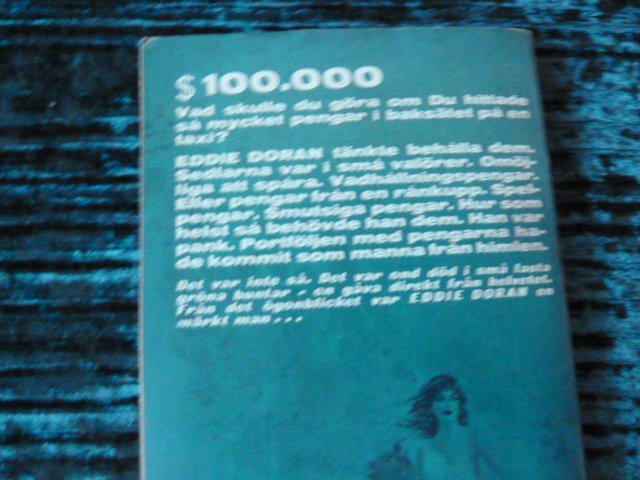 $ 100.000
Vad skulle du göra om Du hittade
så mycket pengar i baksätet på en
taxi?
EDDIE DORAN tänkte behålla dem.
Sedlarna var i små valörer. Omöj-
liga att spåra. Vadhållningspengar.
Eller pengar från en rånkupp. Spel-
pengar. Smutsiga pengar. Hur som
helst så behövde han dem. Han var
pank. Portföljen med pengarna ha-
de kommit som manna från himlen.
Det var inte så. Det var ond död i små fasta
gröna buntar . . en gåva direkt från helvetet.
Från det ögonblicket var EDDIE DORAN en
märkt man . . .